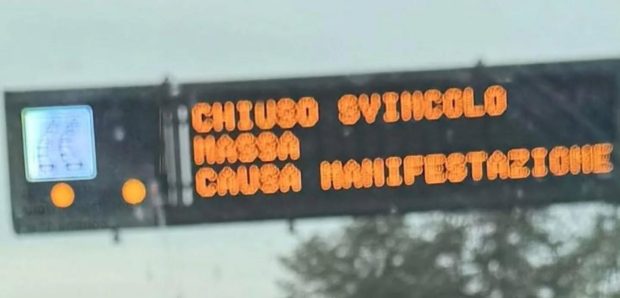 CHIUSO SVINCOLO
MASSA
CAUSA MANIFESTAZIONE